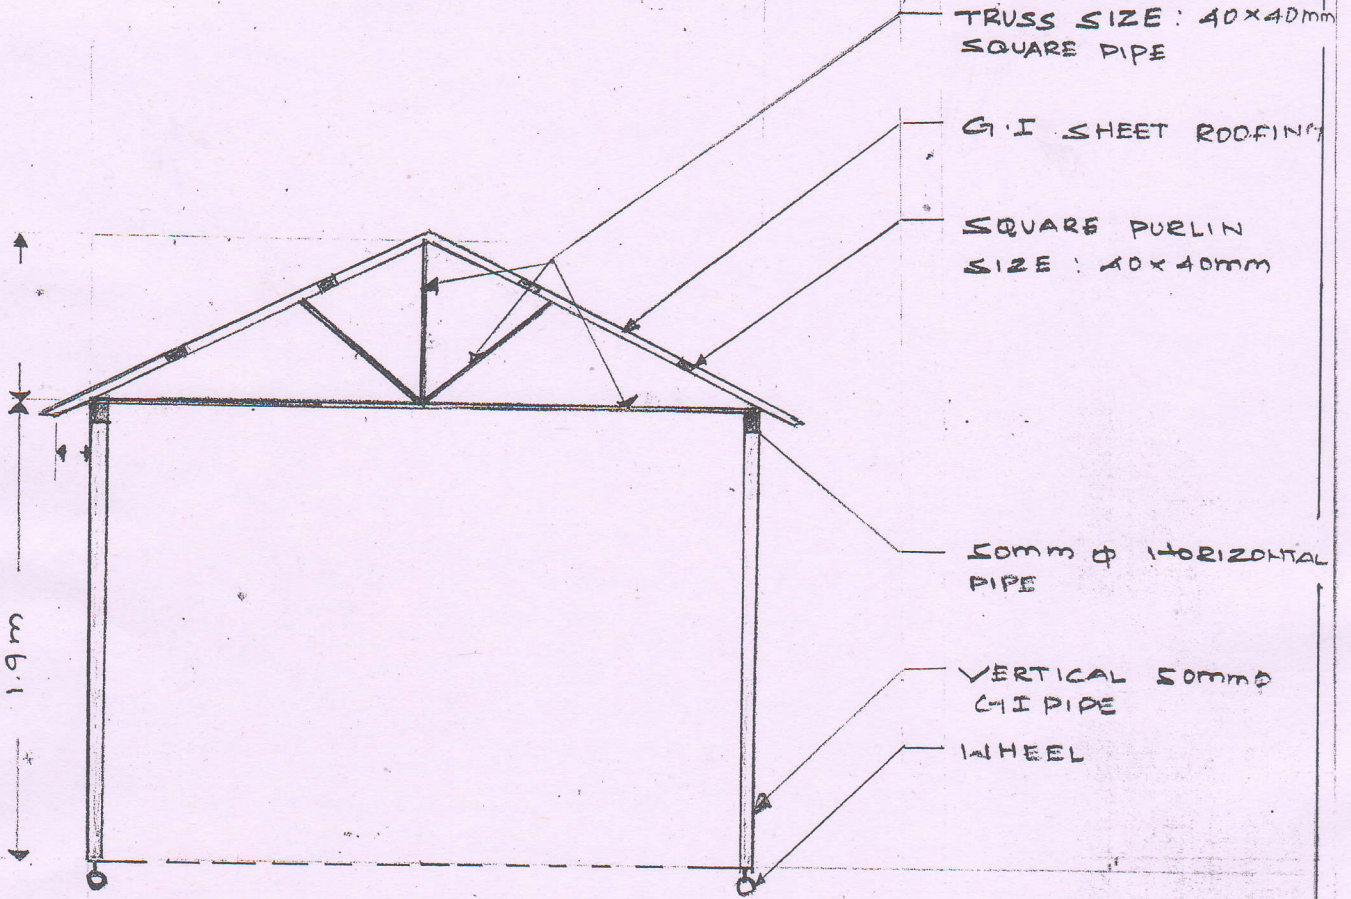 TRUSS SIZE : 40×40mm
SQUARE PIPE
G.I SHEET ROOFING
SQUARE PURLIN
SIZE : 40×40mm
50mm φ HORIZONTAL
PIPE
1.9m
VERTICAL 50mmφ
GI PIPE
WHEEL